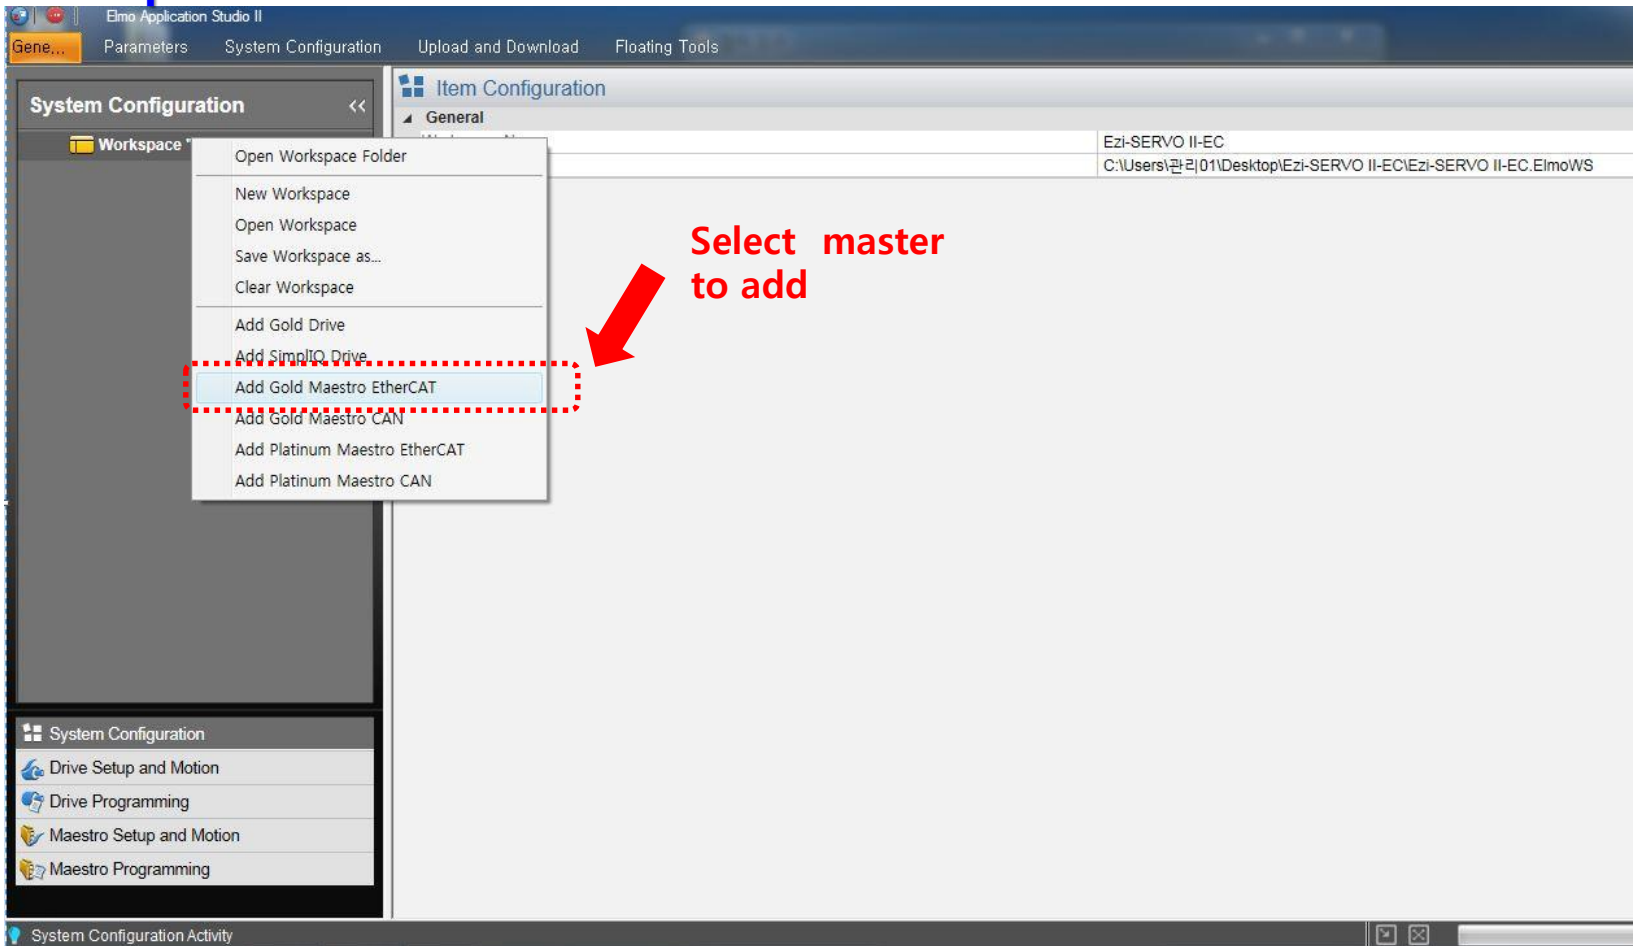 Elmo Application Studio II
Gene... Parameters System Configuration Upload and Download Floating Tools
System Configuration <<
Workspace "
Item Configuration
General
Ezi-SERVO II-EC
C:\Users\관리01\Desktop\Ezi-SERVO II-EC\Ezi-SERVO II-EC.ElmoWS
Open Workspace Folder
New Workspace
Open Workspace
Save Workspace as...
Clear Workspace
Add Gold Drive
Add SimplIQ Drive
Add Gold Maestro EtherCAT
Add Gold Maestro CAN
Add Platinum Maestro EtherCAT
Add Platinum Maestro CAN
Select master
to add
System Configuration
Drive Setup and Motion
Drive Programming
Maestro Setup and Motion
Maestro Programming
System Configuration Activity